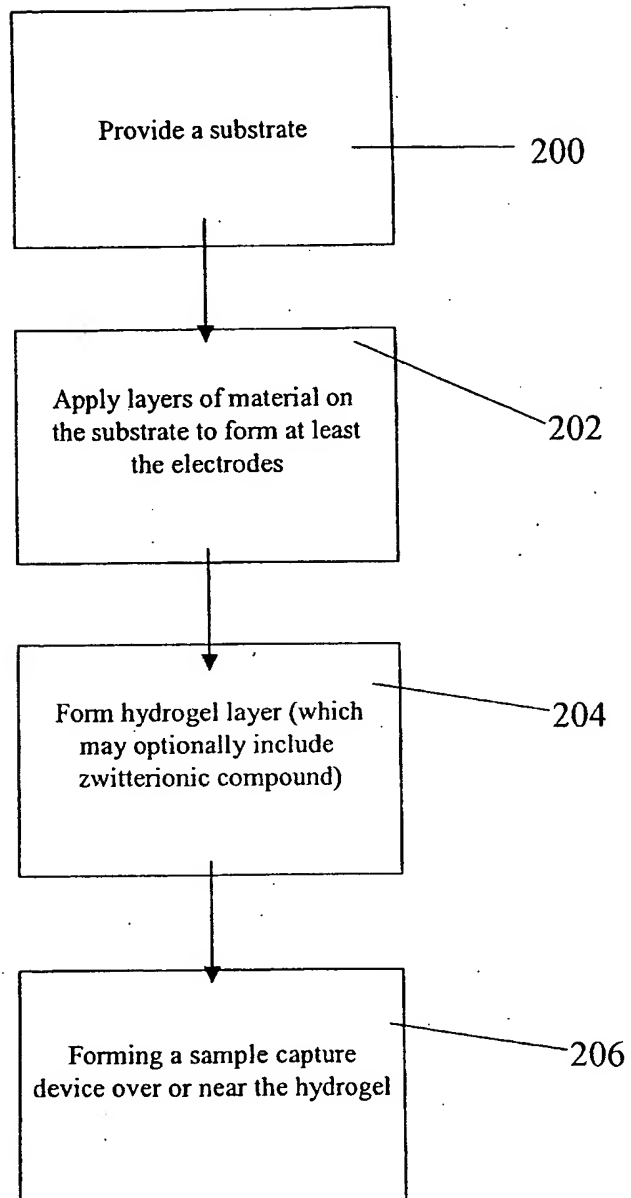 Provide a substrate
200
Apply layers of material on
the substrate to form at least
the electrodes
202
Form hydrogel layer (which
may optionally include
zwitterionic compound)
204
Forming a sample capture
device over or near the hydrogel
206